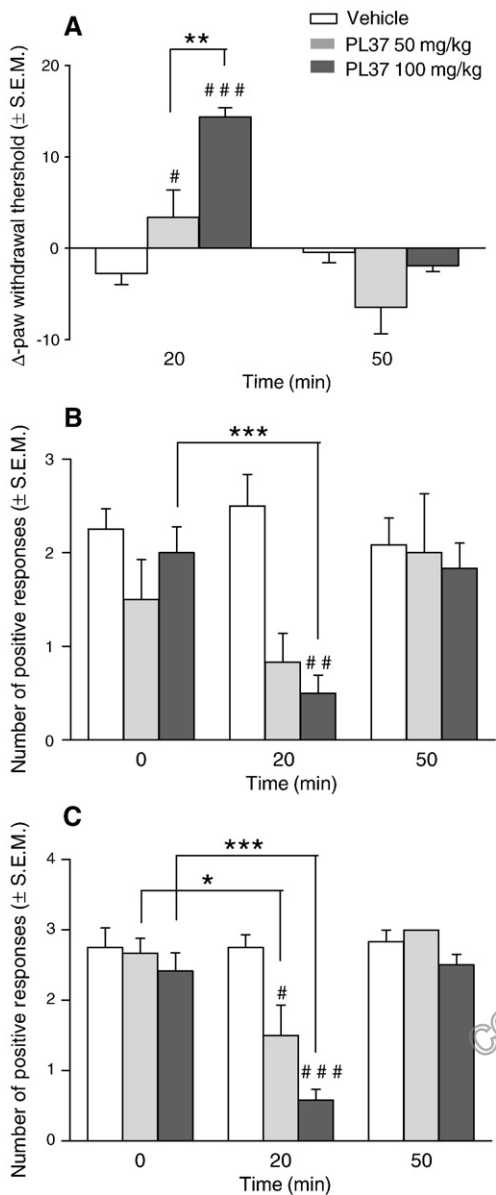 A
Vehicle
PL37 50 mg/kg
PL37 100 mg/kg
**
# # #
#
20
10
0
-10
Δ-paw withdrawal thershold (± S.E.M.)
20
50
Time (min)
B
***
# #
3
2
1
0
Number of positive responses (± S.E.M.)
0
20
50
Time (min)
C
***
*
#
# # #
4
3
2
1
0
Number of positive responses (± S.E.M.)
0
20
50
Time (min)